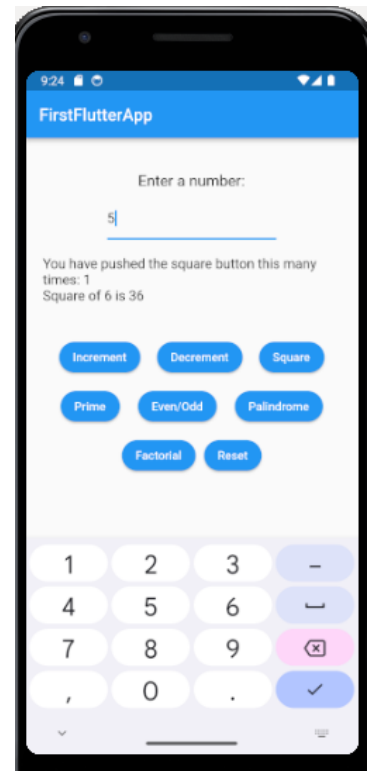 9:24
FirstFlutterApp
Enter a number:
5
You have pushed the square button this many
times: 1
Square of 6 is 36
Increment Decrement Square
Prime Even/Odd Palindrome
Factorial Reset
1 2 3 –
4 5 6
7 8 9
, 0 .